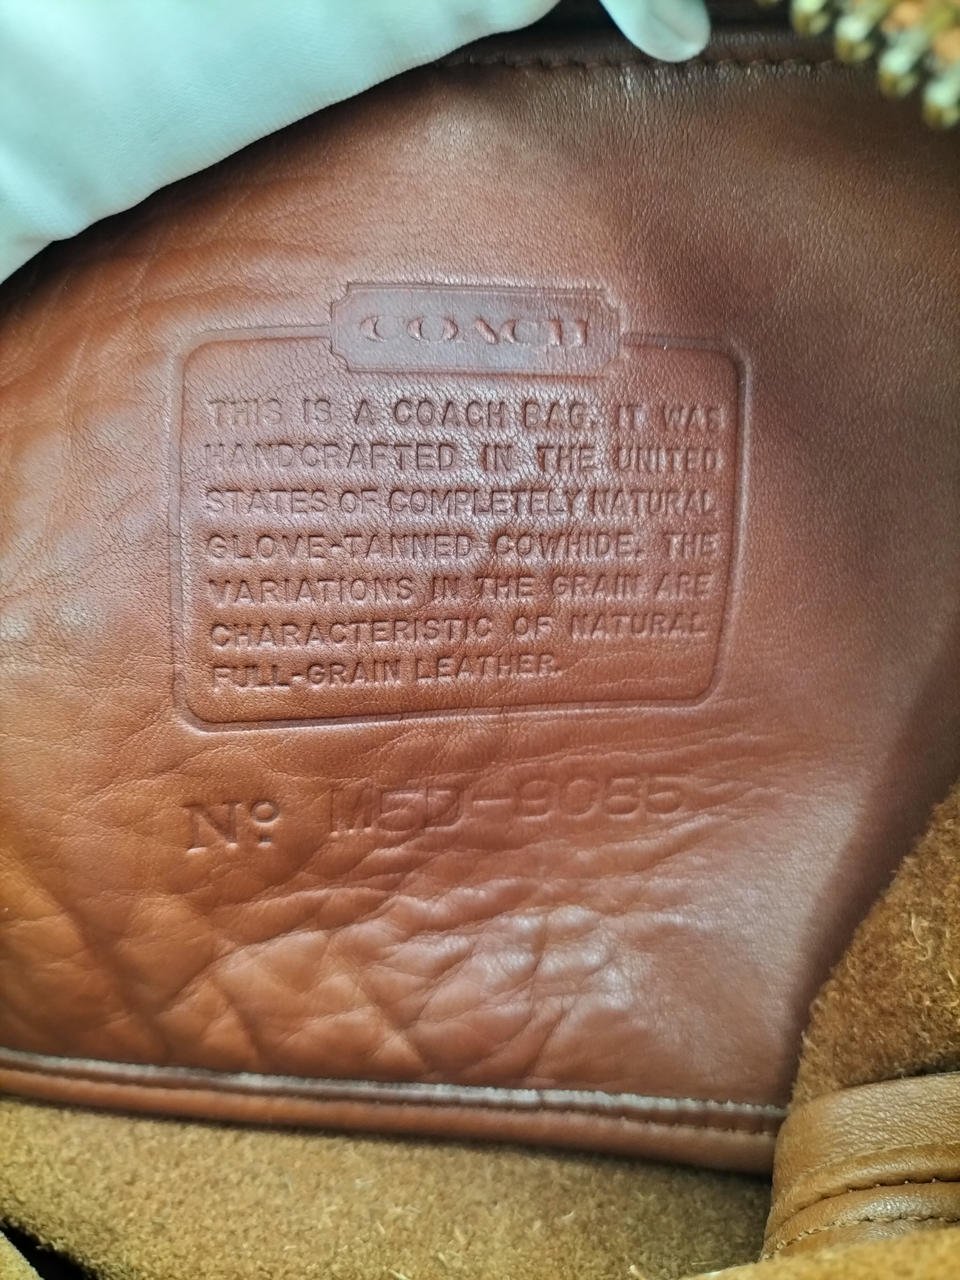 COACH
THIS IS A COACH BAG. IT WAS
HANDCRAFTED IN THE UNITED
STATES OF COMPLETELY NATURAL
GLOVE-TANNED COWHIDE. THE
VARIATIONS IN THE GRAIN ARE
CHARACTERISTIC OF NATURAL
FULL-GRAIN LEATHER.
Nº M5D-9085